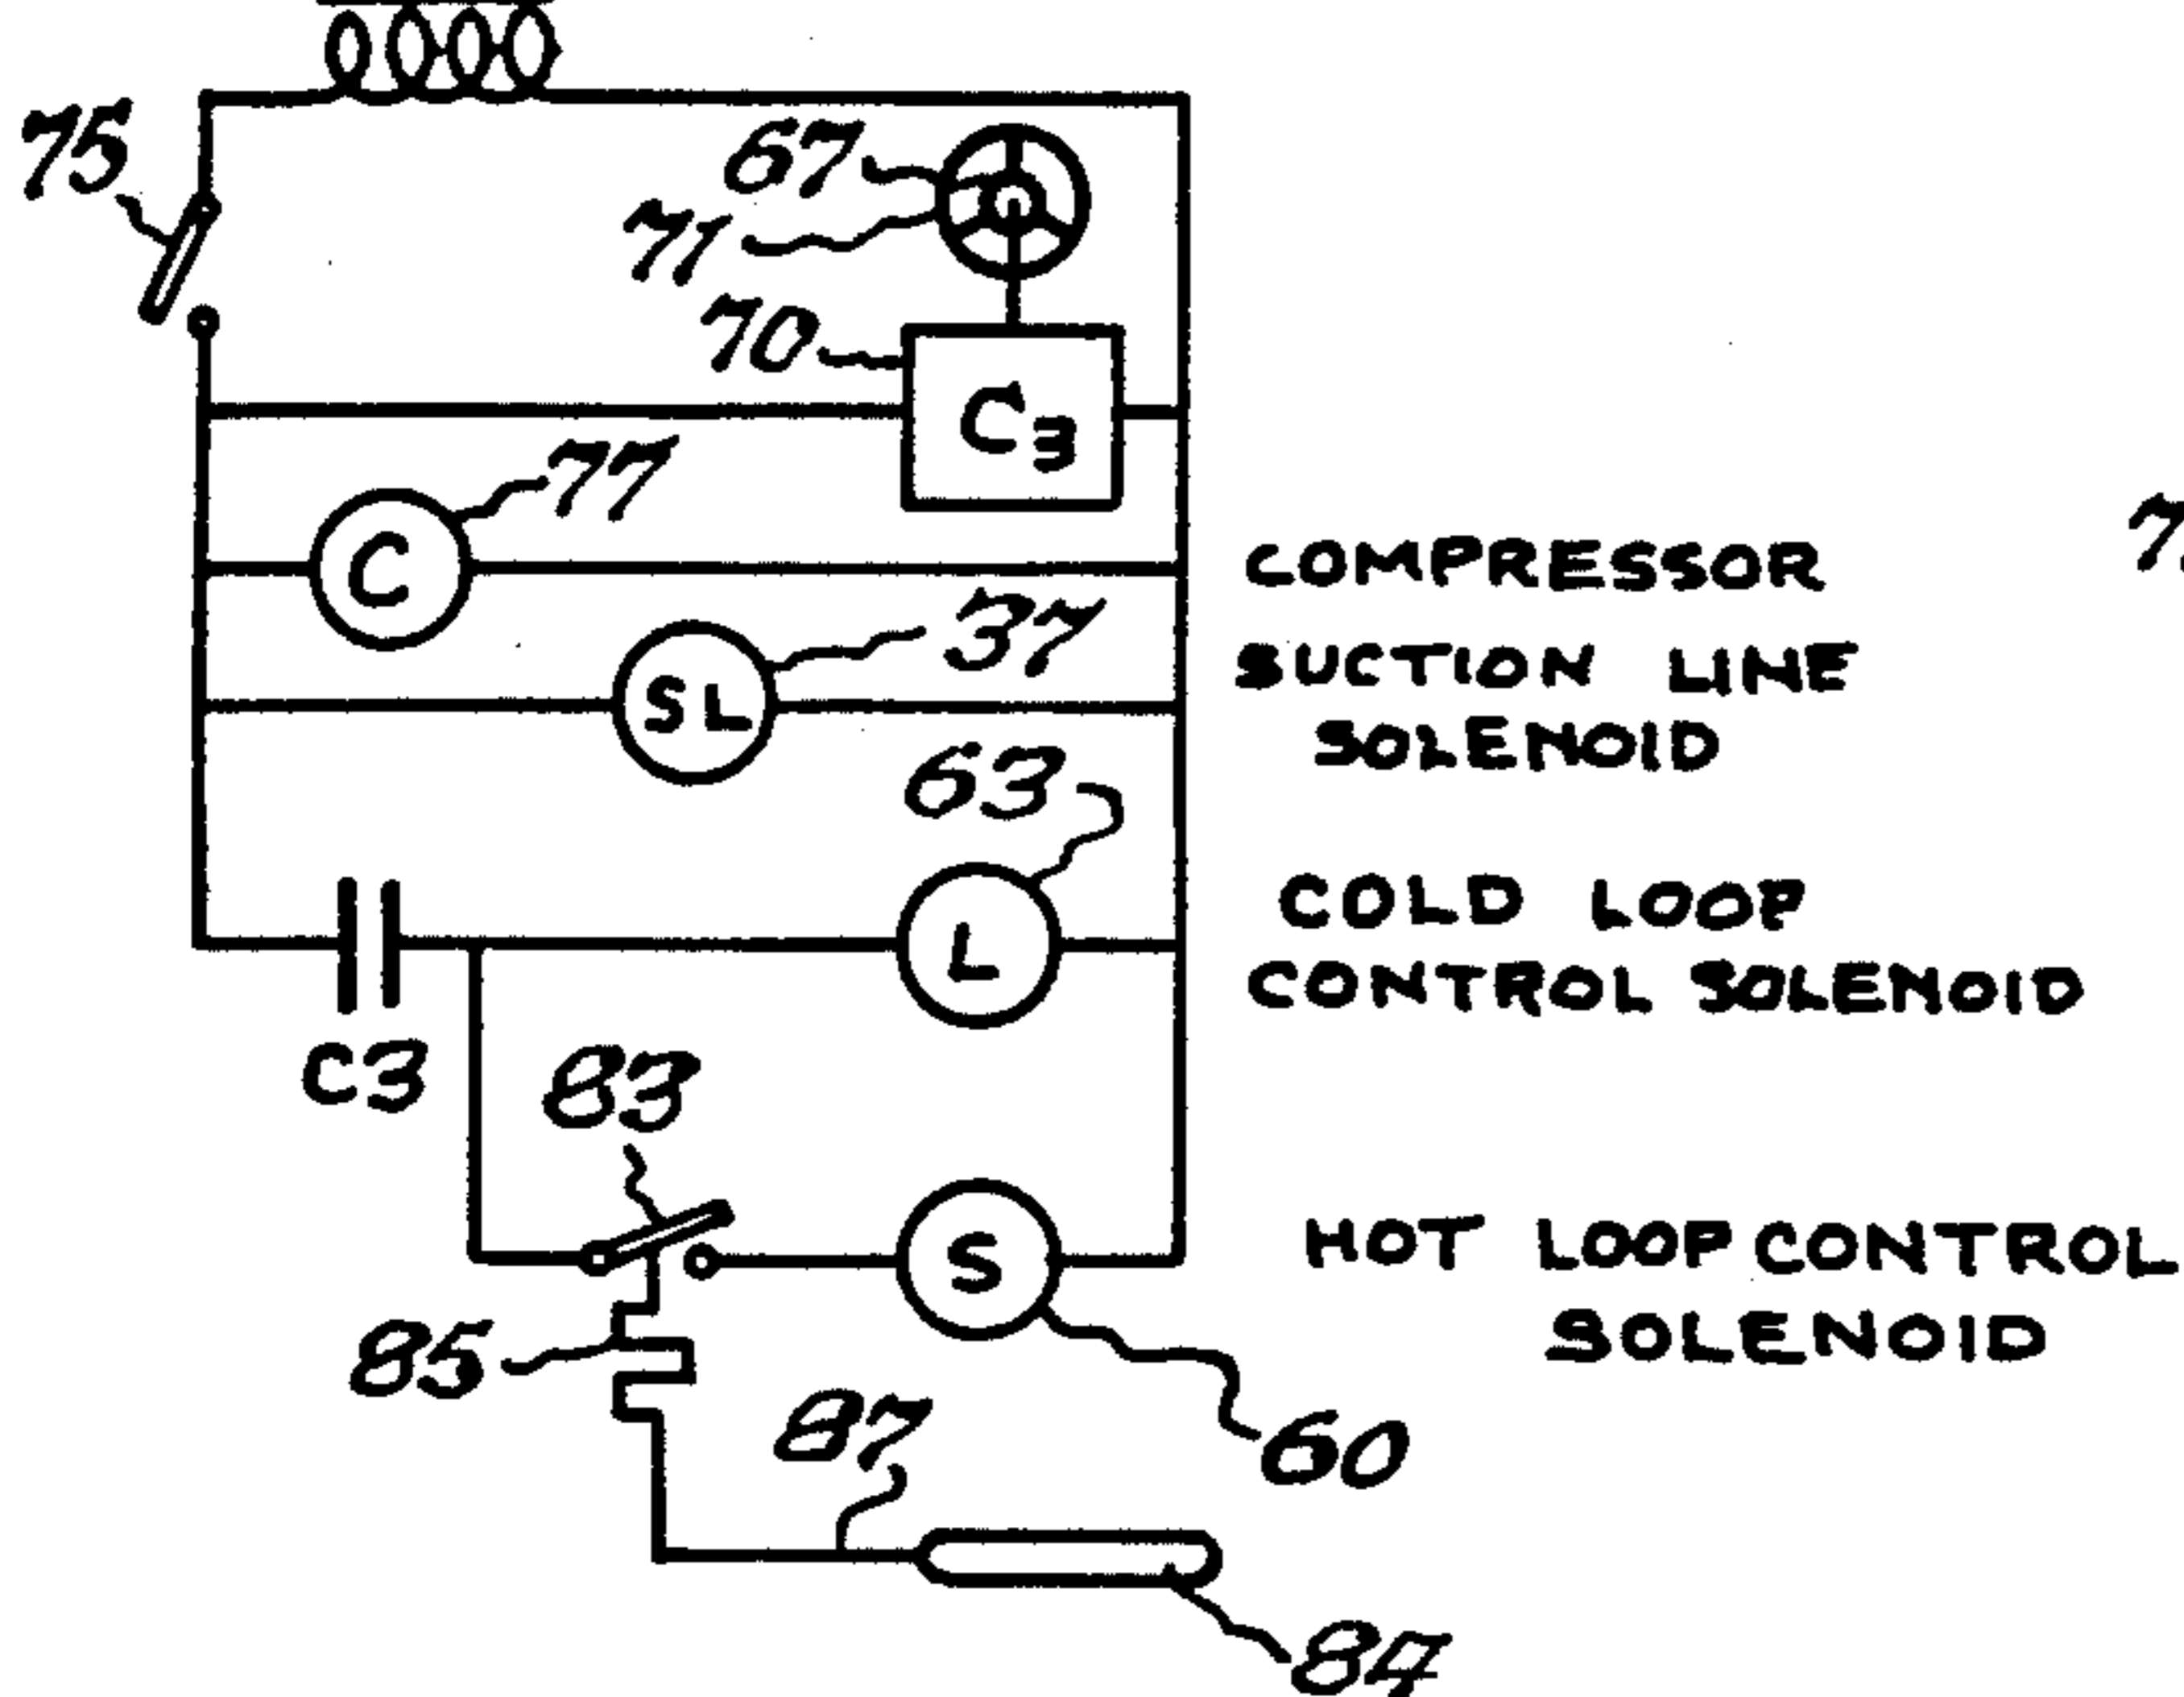 75
67
71
70
C3
77
C
COMPRESSOR
37
SL
SUCTION LINE
SOLENOID
63
L
COLD LOOP
CONTROL SOLENOID
C3
83
S
HOT LOOP CONTROL
SOLENOID
85
87
60
84